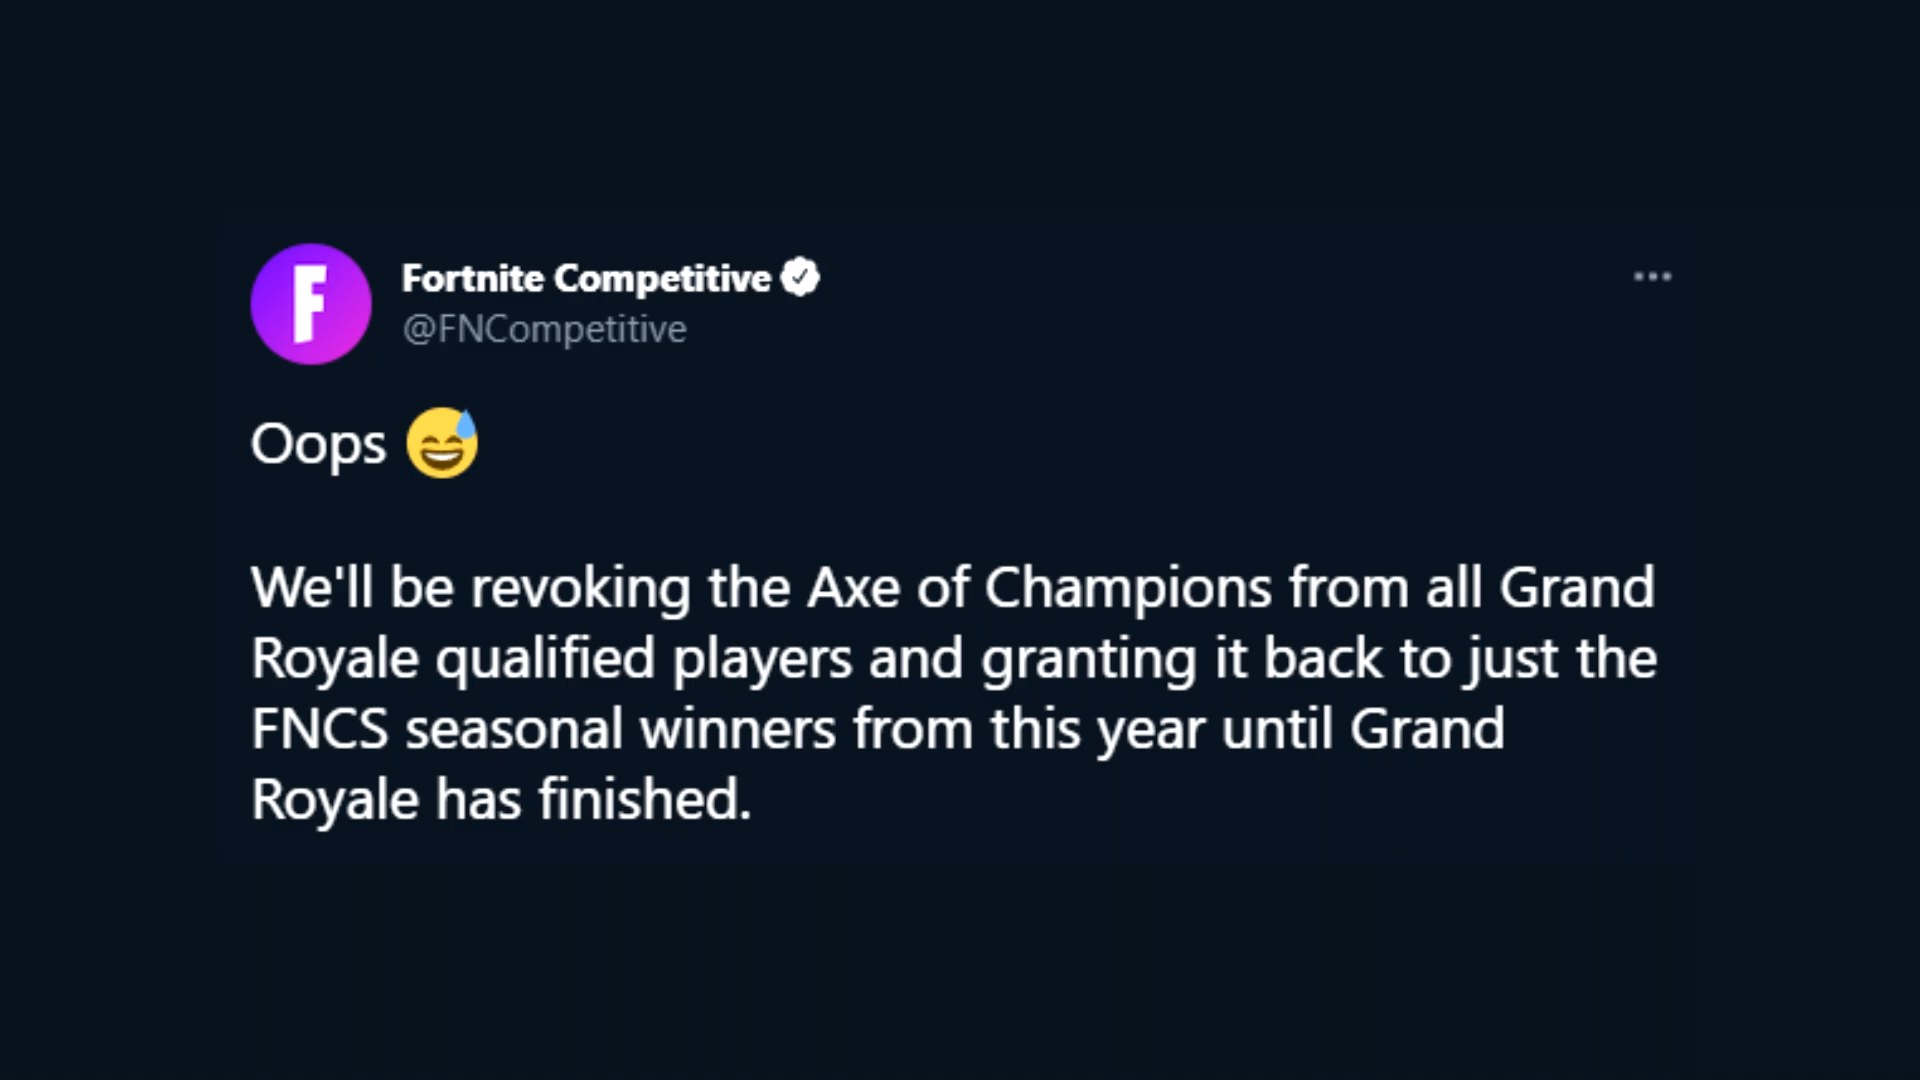 F
Fortnite Competitive
@FNCompetitive
Oops 😅
We'll be revoking the Axe of Champions from all Grand
Royale qualified players and granting it back to just the
FNCS seasonal winners from this year until Grand
Royale has finished.